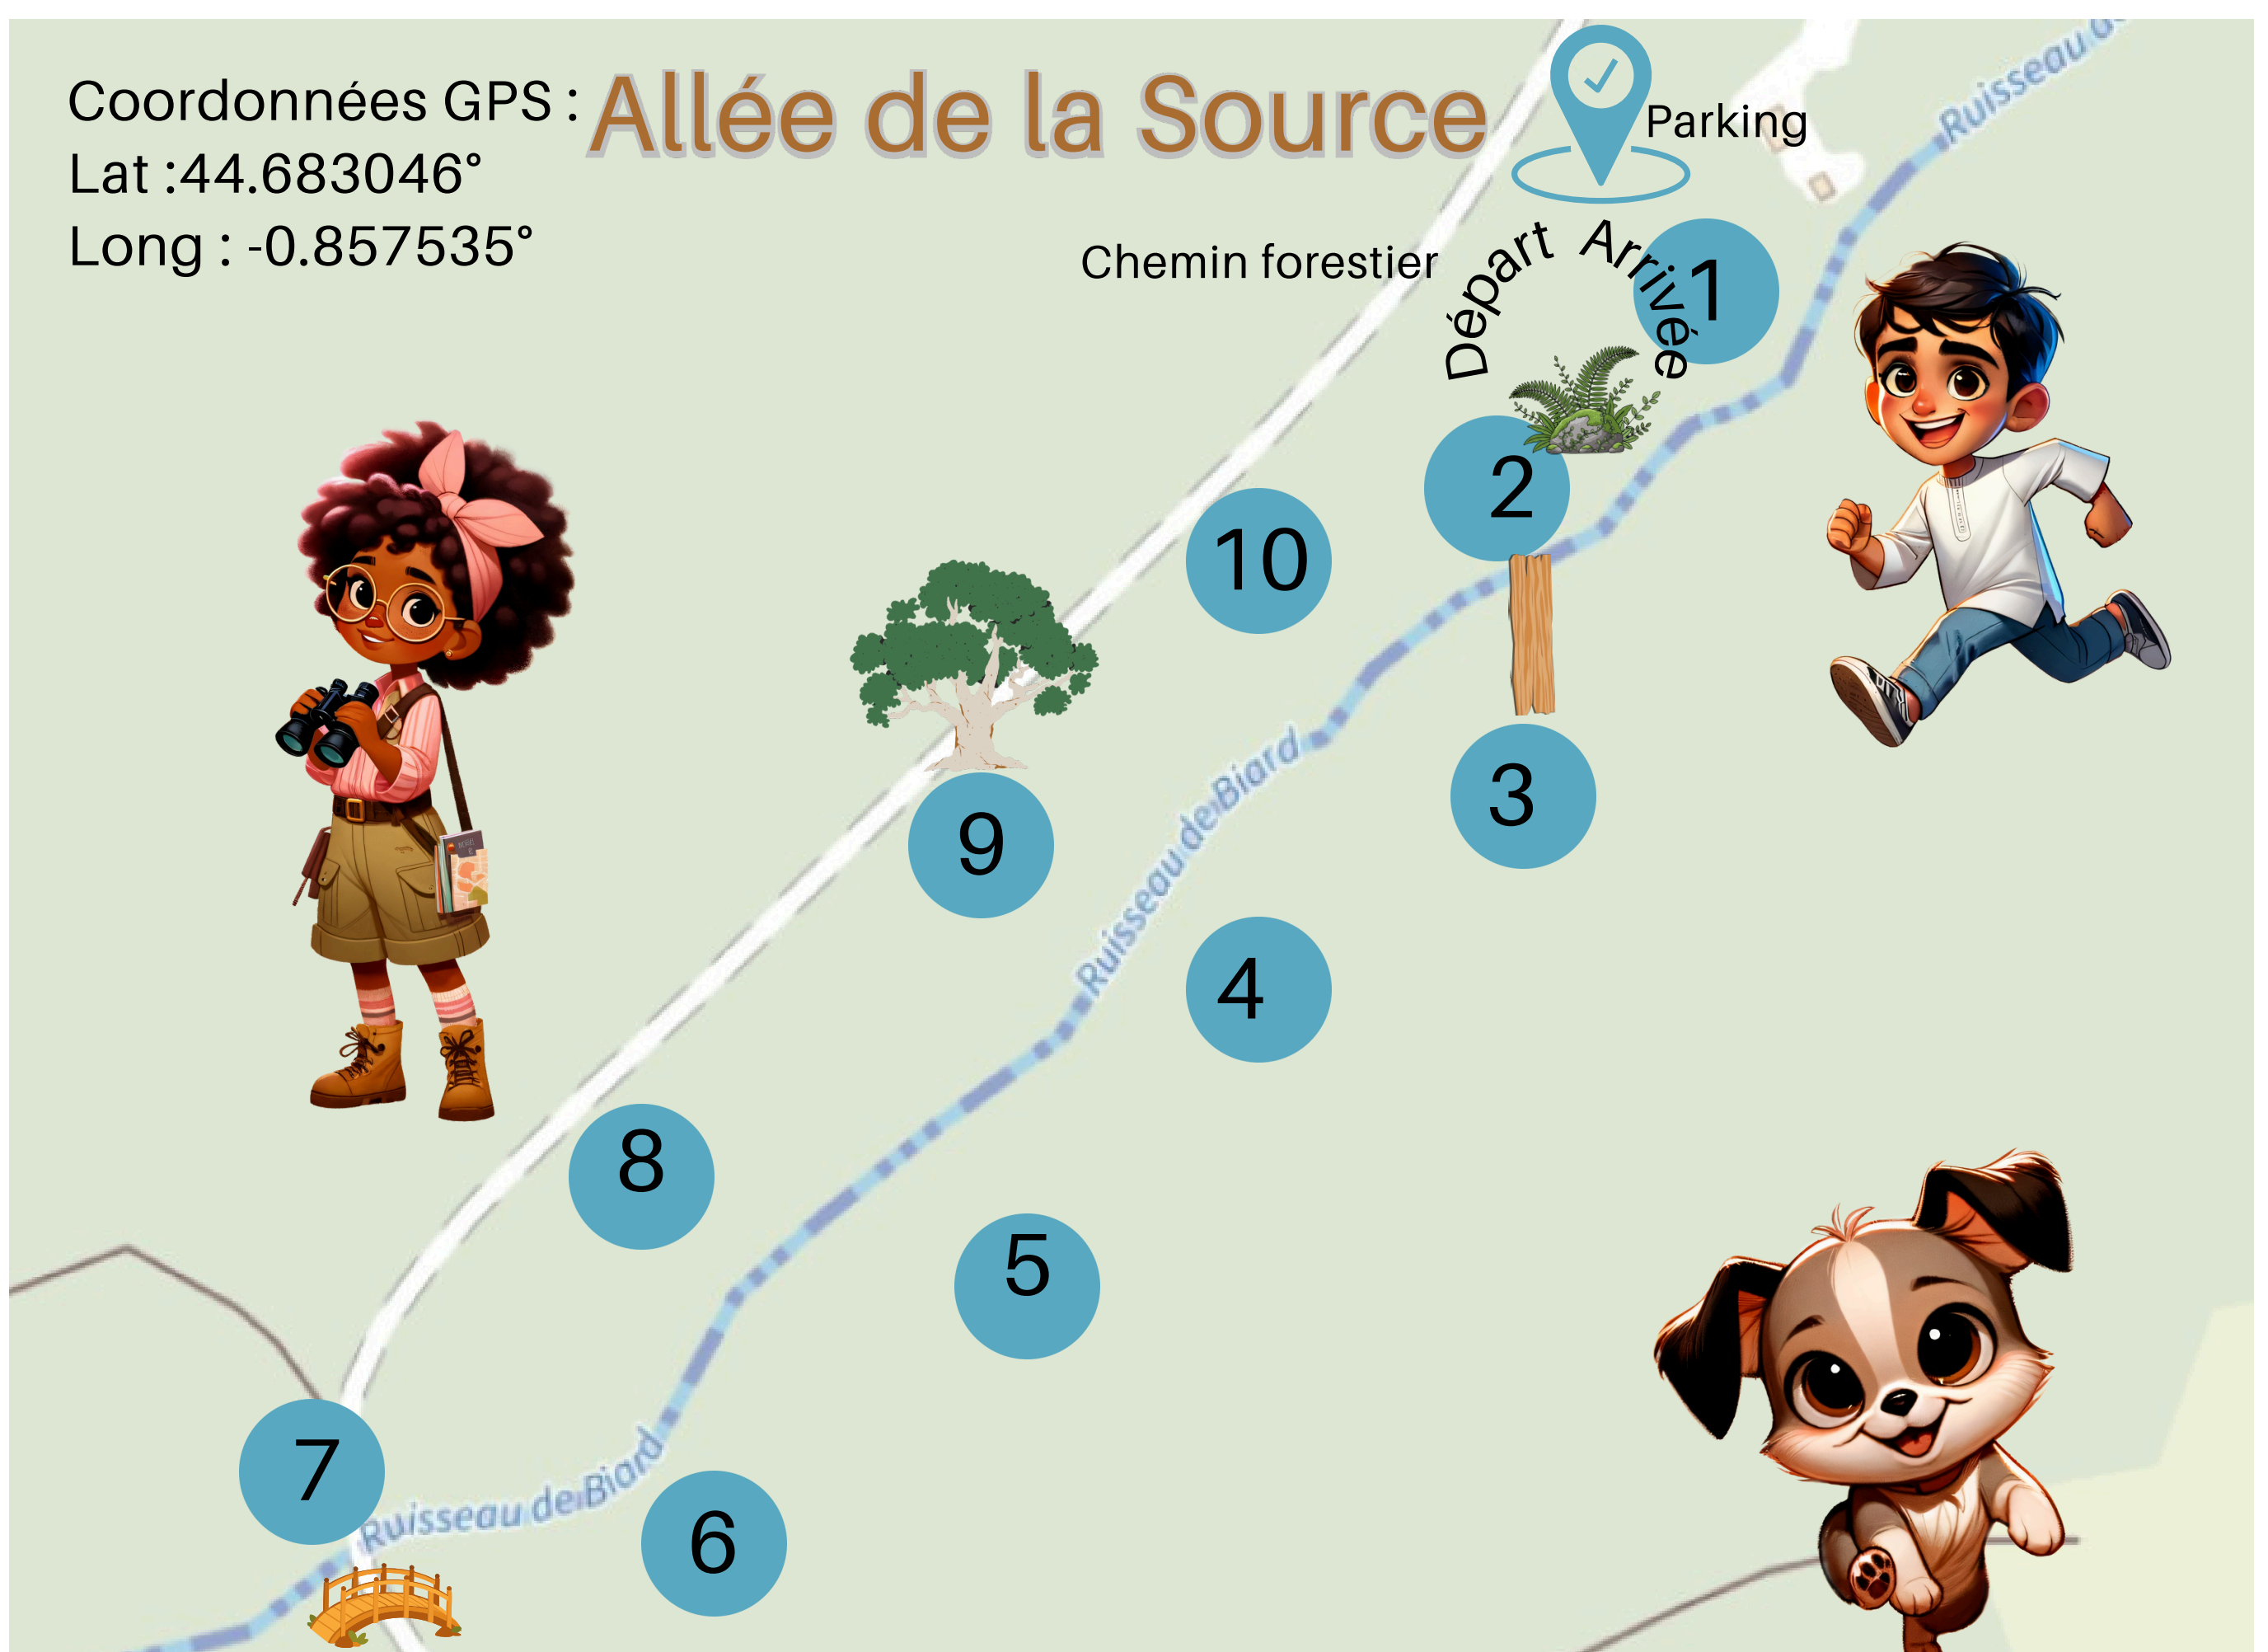 Coordonnées GPS :
Lat :44.683046°
Long : -0.857535°
Allée de la Source
Parking
Ruisseau
Chemin forestier
Départ
Arrivée
1
2
10
3
Ruisseau de Biard
9
4
8
5
7
Ruisseau de Biard
6